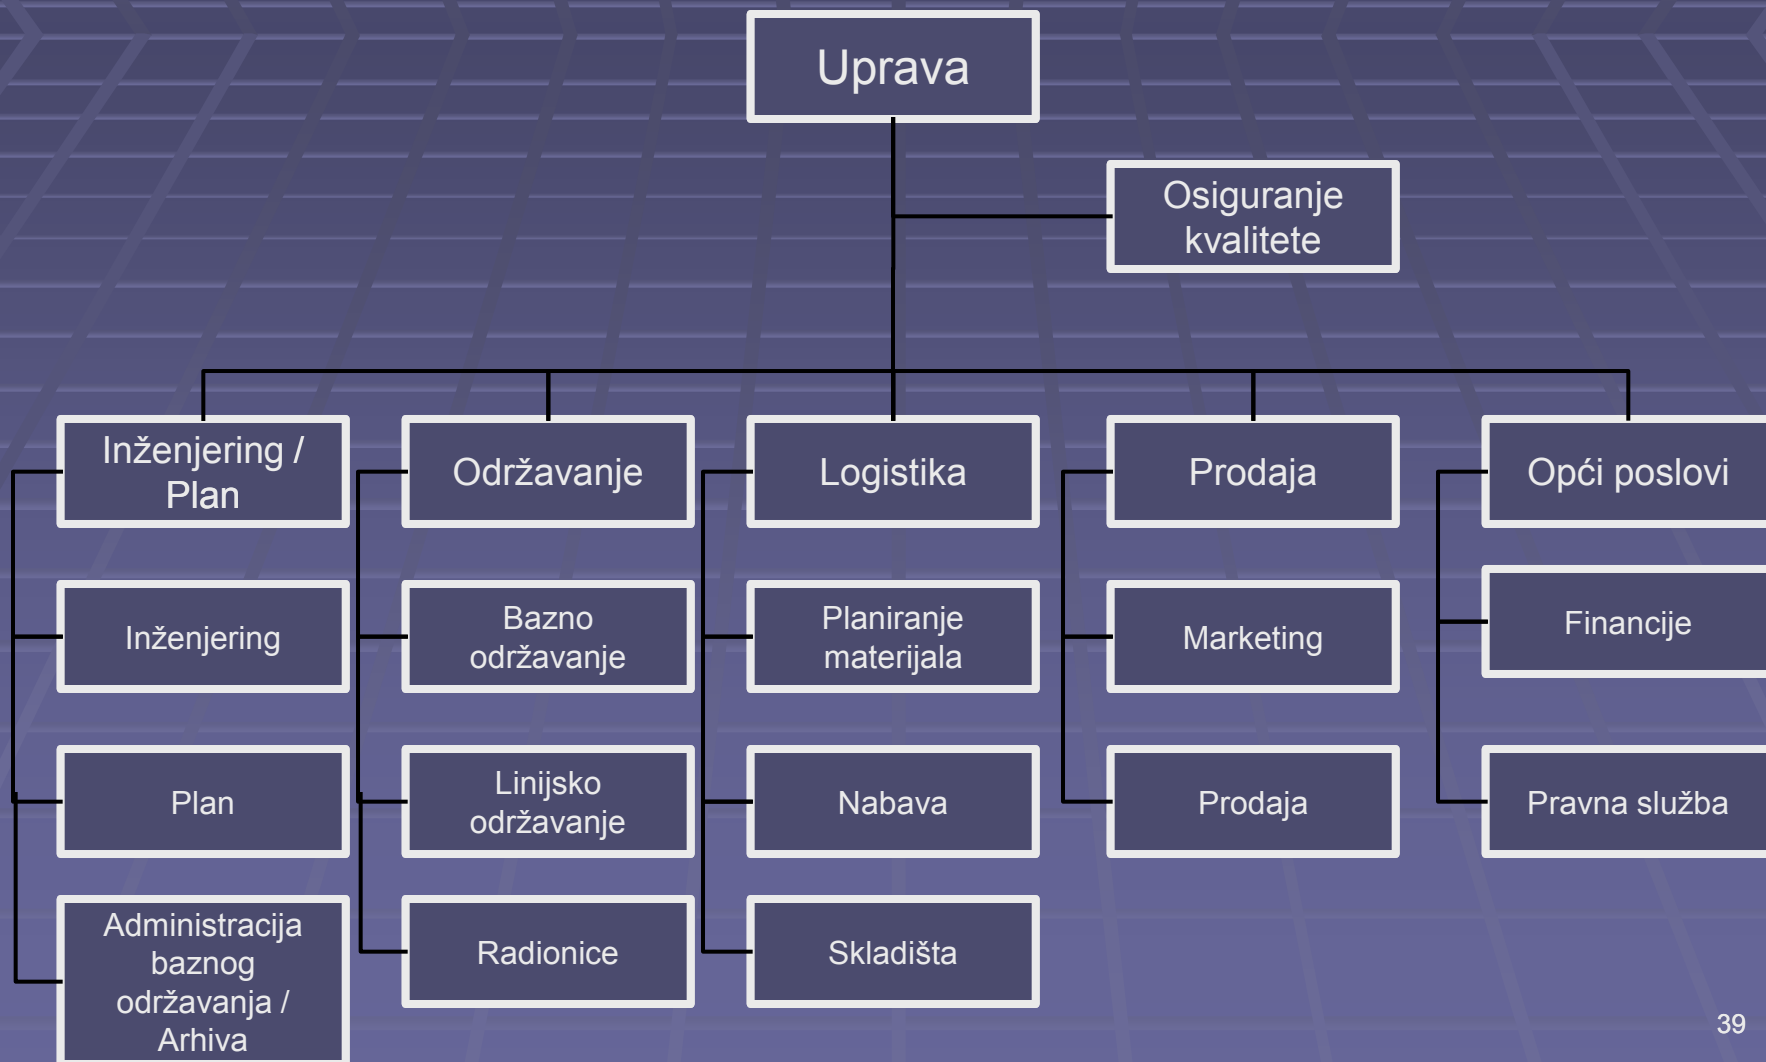 Uprava
Osiguranje
kvalitete
Inženjering /
Plan
Održavanje
Logistika
Prodaja
Opći poslovi
Inženjering
Bazno
održavanje
Planiranje
materijala
Marketing
Financije
Plan
Linijsko
održavanje
Nabava
Prodaja
Pravna služba
Administracija
baznog
održavanja /
Arhiva
Radionice
Skladišta
39